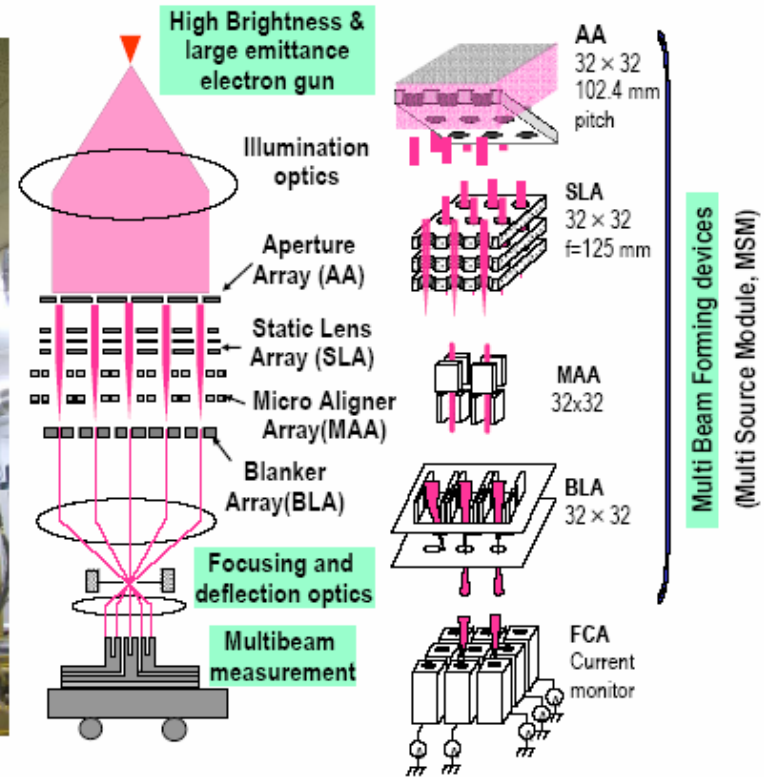 High Brightness &
large emittance
electron gun
Illumination
optics
Aperture
Array (AA)
Static Lens
Array (SLA)
Micro Aligner
Array(MAA)
Blanker
Array(BLA)
Focusing and
deflection optics
Multibeam
measurement
AA
32 × 32
102.4 mm
pitch
SLA
32 × 32
f=125 mm
MAA
32x32
BLA
32 × 32
FCA
Current
monitor
Multi Beam Forming devices
(Multi Source Module, MSM)